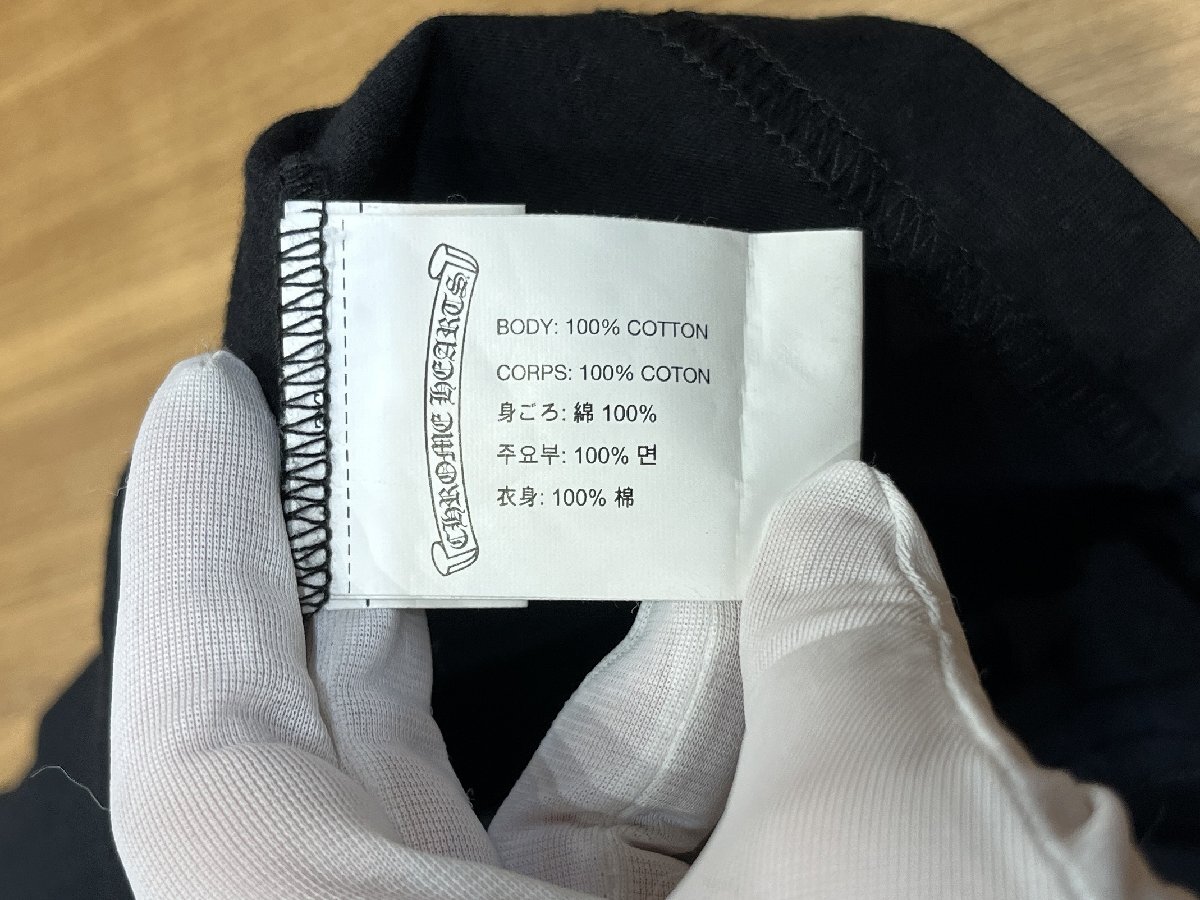 CHROME HEARTS
BODY: 100% COTTON
CORPS: 100% COTON
身ごろ: 綿 100%
주요부: 100% 면
衣身: 100% 棉